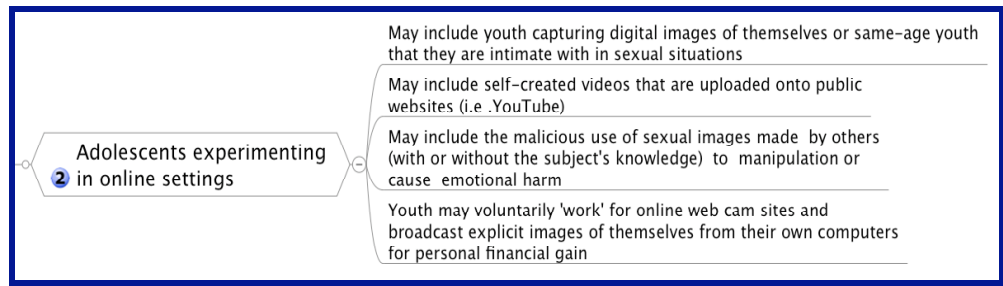 2
Adolescents experimenting
in online settings
May include youth capturing digital images of themselves or same-age youth
that they are intimate with in sexual situations
May include self-created videos that are uploaded onto public
websites (i.e .YouTube)
May include the malicious use of sexual images made by others
(with or without the subject's knowledge) to manipulation or
cause emotional harm
Youth may voluntarily 'work' for online web cam sites and
broadcast explicit images of themselves from their own computers
for personal financial gain